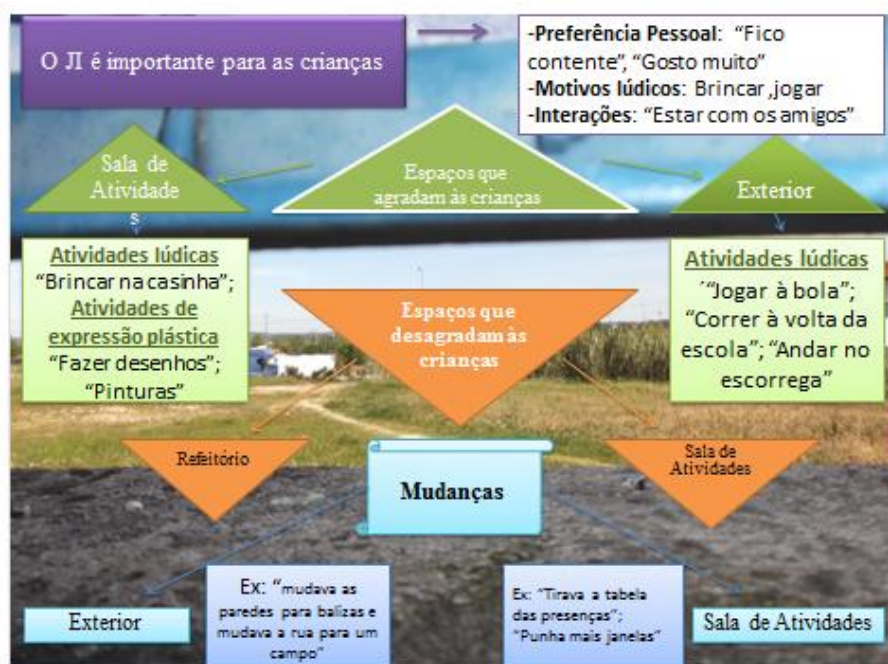 O JI é importante para as crianças
-Preferência Pessoal: “Fico
contente”, “Gosto muito”
-Motivos lúdicos: Brincar ,jogar
-Interações: “Estar com os amigos”
Sala de
Atividade
s
Espaços que
agradam às crianças
Exterior
Atividades lúdicas
“Brincar na casinha”;
Atividades de
expressão plástica
“Fazer desenhos”;
“Pinturas”
Atividades lúdicas
´“Jogar à bola”;
“Correr à volta da
escola”; “Andar no
escorrega”
Espaços que
desagradam às
crianças
Refeitório
Sala de
Atividades
Mudanças
Exterior
Ex: “mudava as
paredes para balizas e
mudava a rua para um
campo”
Ex: “Tirava a tabela
das presenças”;
“Punha mais janelas”
Sala de Atividades